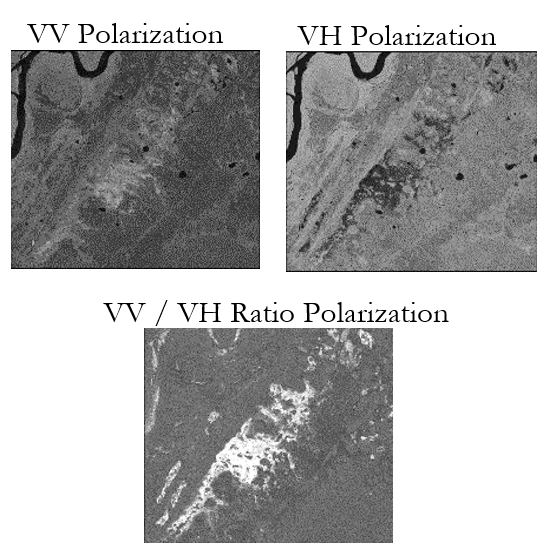 VV Polarization
VH Polarization
VV / VH Ratio Polarization